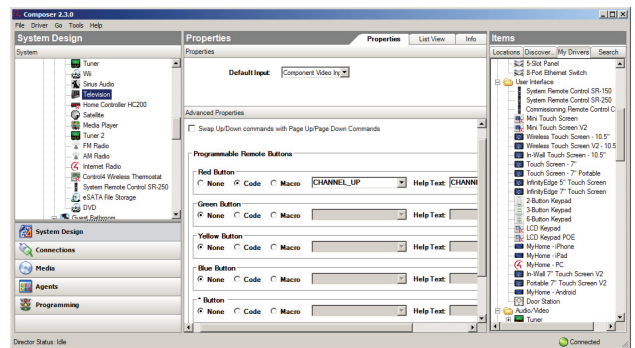 Composer 2.3.0
File Driver Go Tools Help
System Design
System
Tuner
Wii
Sirius Audio
Television
Home Controller HC200
Satellite
Media Player
Tuner 2
FM Radio
AM Radio
Internet Radio
Control4 Wireless Thermostat
System Remote Control SR-250
eSATA File Storage
DVD
Guest Bathroom
System Design
Connections
Media
Agents
Programming
Properties
Properties List View Info
Properties
Default Input: Component Video In
Advanced Properties
Swap Up/Down commands with Page Up/Page Down Commands
Programmable Remote Buttons
Red Button
None Code Macro CHANNEL_UP Help Text: CHANNE
Green Button
None Code Macro Help Text:
Yellow Button
None Code Macro Help Text:
Blue Button
None Code Macro Help Text:
* Button
None Code Macro Help Text:
Items
Locations Discover... My Drivers Search
5-Slot Panel
8-Port Ethernet Switch
User Interface
System Remote Control SR-150
System Remote Control SR-250
Commissioning Remote Control C
Mini Touch Screen
Mini Touch Screen V2
Wireless Touch Screen - 10.5"
Wireless Touch Screen V2 - 10.5
In-Wall Touch Screen - 10.5"
Touch Screen - 7"
Touch Screen - 7" Portable
InfinityEdge 5" Touch Screen
InfinityEdge 7" Touch Screen
2-Button Keypad
3-Button Keypad
6-Button Keypad
LCD Keypad
LCD Keypad POE
MyHome - iPhone
MyHome - iPad
MyHome - PC
In-Wall 7" Touch Screen V2
Portable 7" Touch Screen V2
MyHome - Android
Door Station
Audio/Video
Tuner
Director Status: Idle
Connected